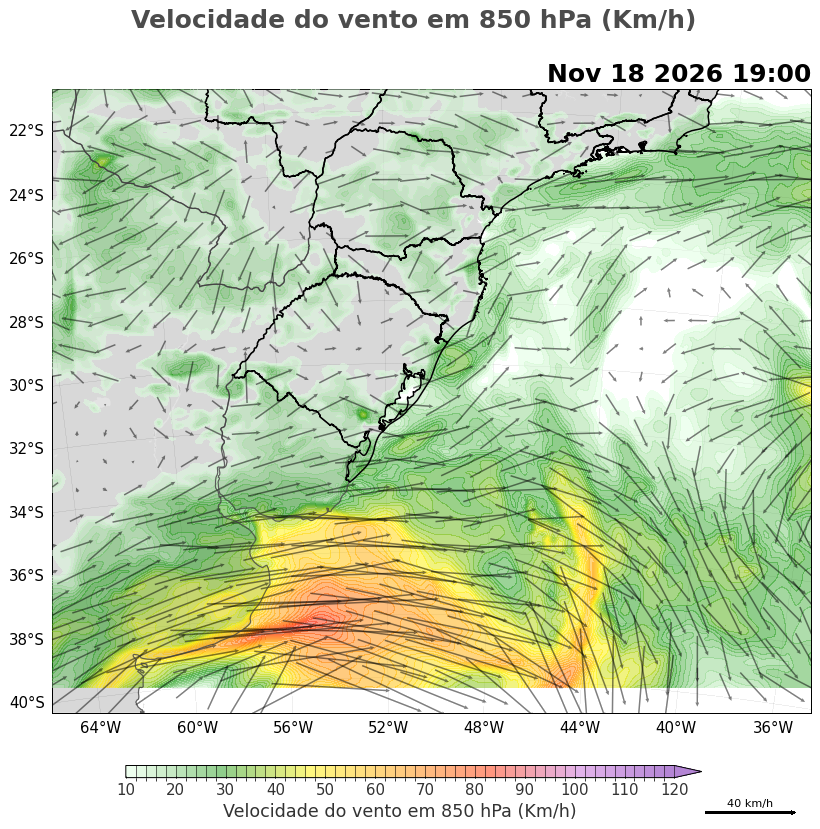 Velocidade do vento em 850 hPa (Km/h)
Nov 18 2026 19:00
22°S
24°S
26°S
28°S
30°S
32°S
34°S
36°S
38°S
40°S
64°W 60°W 56°W 52°W 48°W 44°W 40°W 36°W
10 20 30 40 50 60 70 80 90 100 110 120
Velocidade do vento em 850 hPa (Km/h)
40 km/h